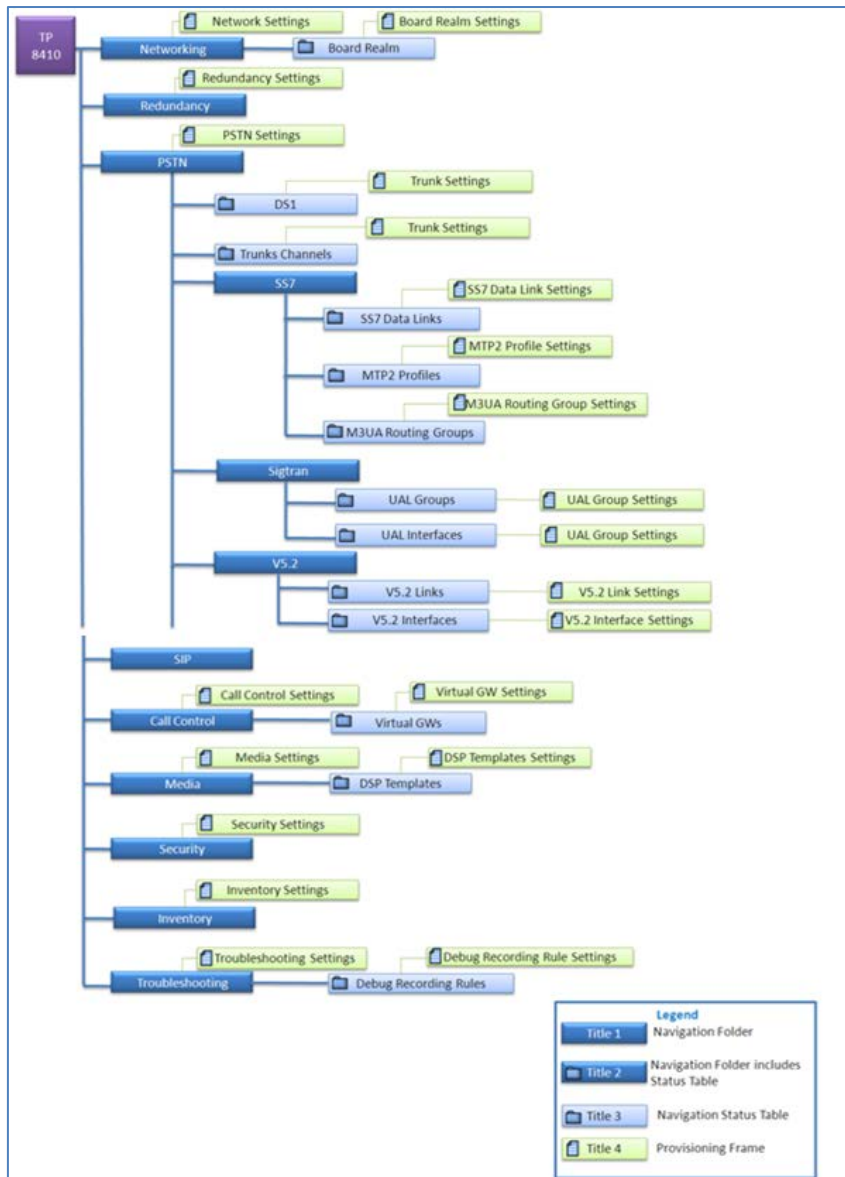 TP
8410
Network Settings
Board Realm Settings
Networking
Board Realm
Redundancy Settings
Redundancy
PSTN Settings
PSTN
Trunk Settings
DS1
Trunk Settings
Trunks Channels
SS7
SS7 Data Link Settings
SS7 Data Links
MTP2 Profile Settings
MTP2 Profiles
M3UA Routing Group Settings
M3UA Routing Groups
Sigtran
UAL Groups
UAL Group Settings
UAL Interfaces
UAL Group Settings
V5.2
V5.2 Links
V5.2 Link Settings
V5.2 Interfaces
V5.2 Interface Settings
SIP
Call Control Settings
Virtual GW Settings
Call Control
Virtual GWs
Media Settings
DSP Templates Settings
Media
DSP Templates
Security Settings
Security
Inventory Settings
Inventory
Troubleshooting Settings
Debug Recording Rule Settings
Troubleshooting
Debug Recording Rules
Legend
Title 1
Navigation Folder
Title 2
Navigation Folder includes
Status Table
Title 3
Navigation Status Table
Title 4
Provisioning Frame